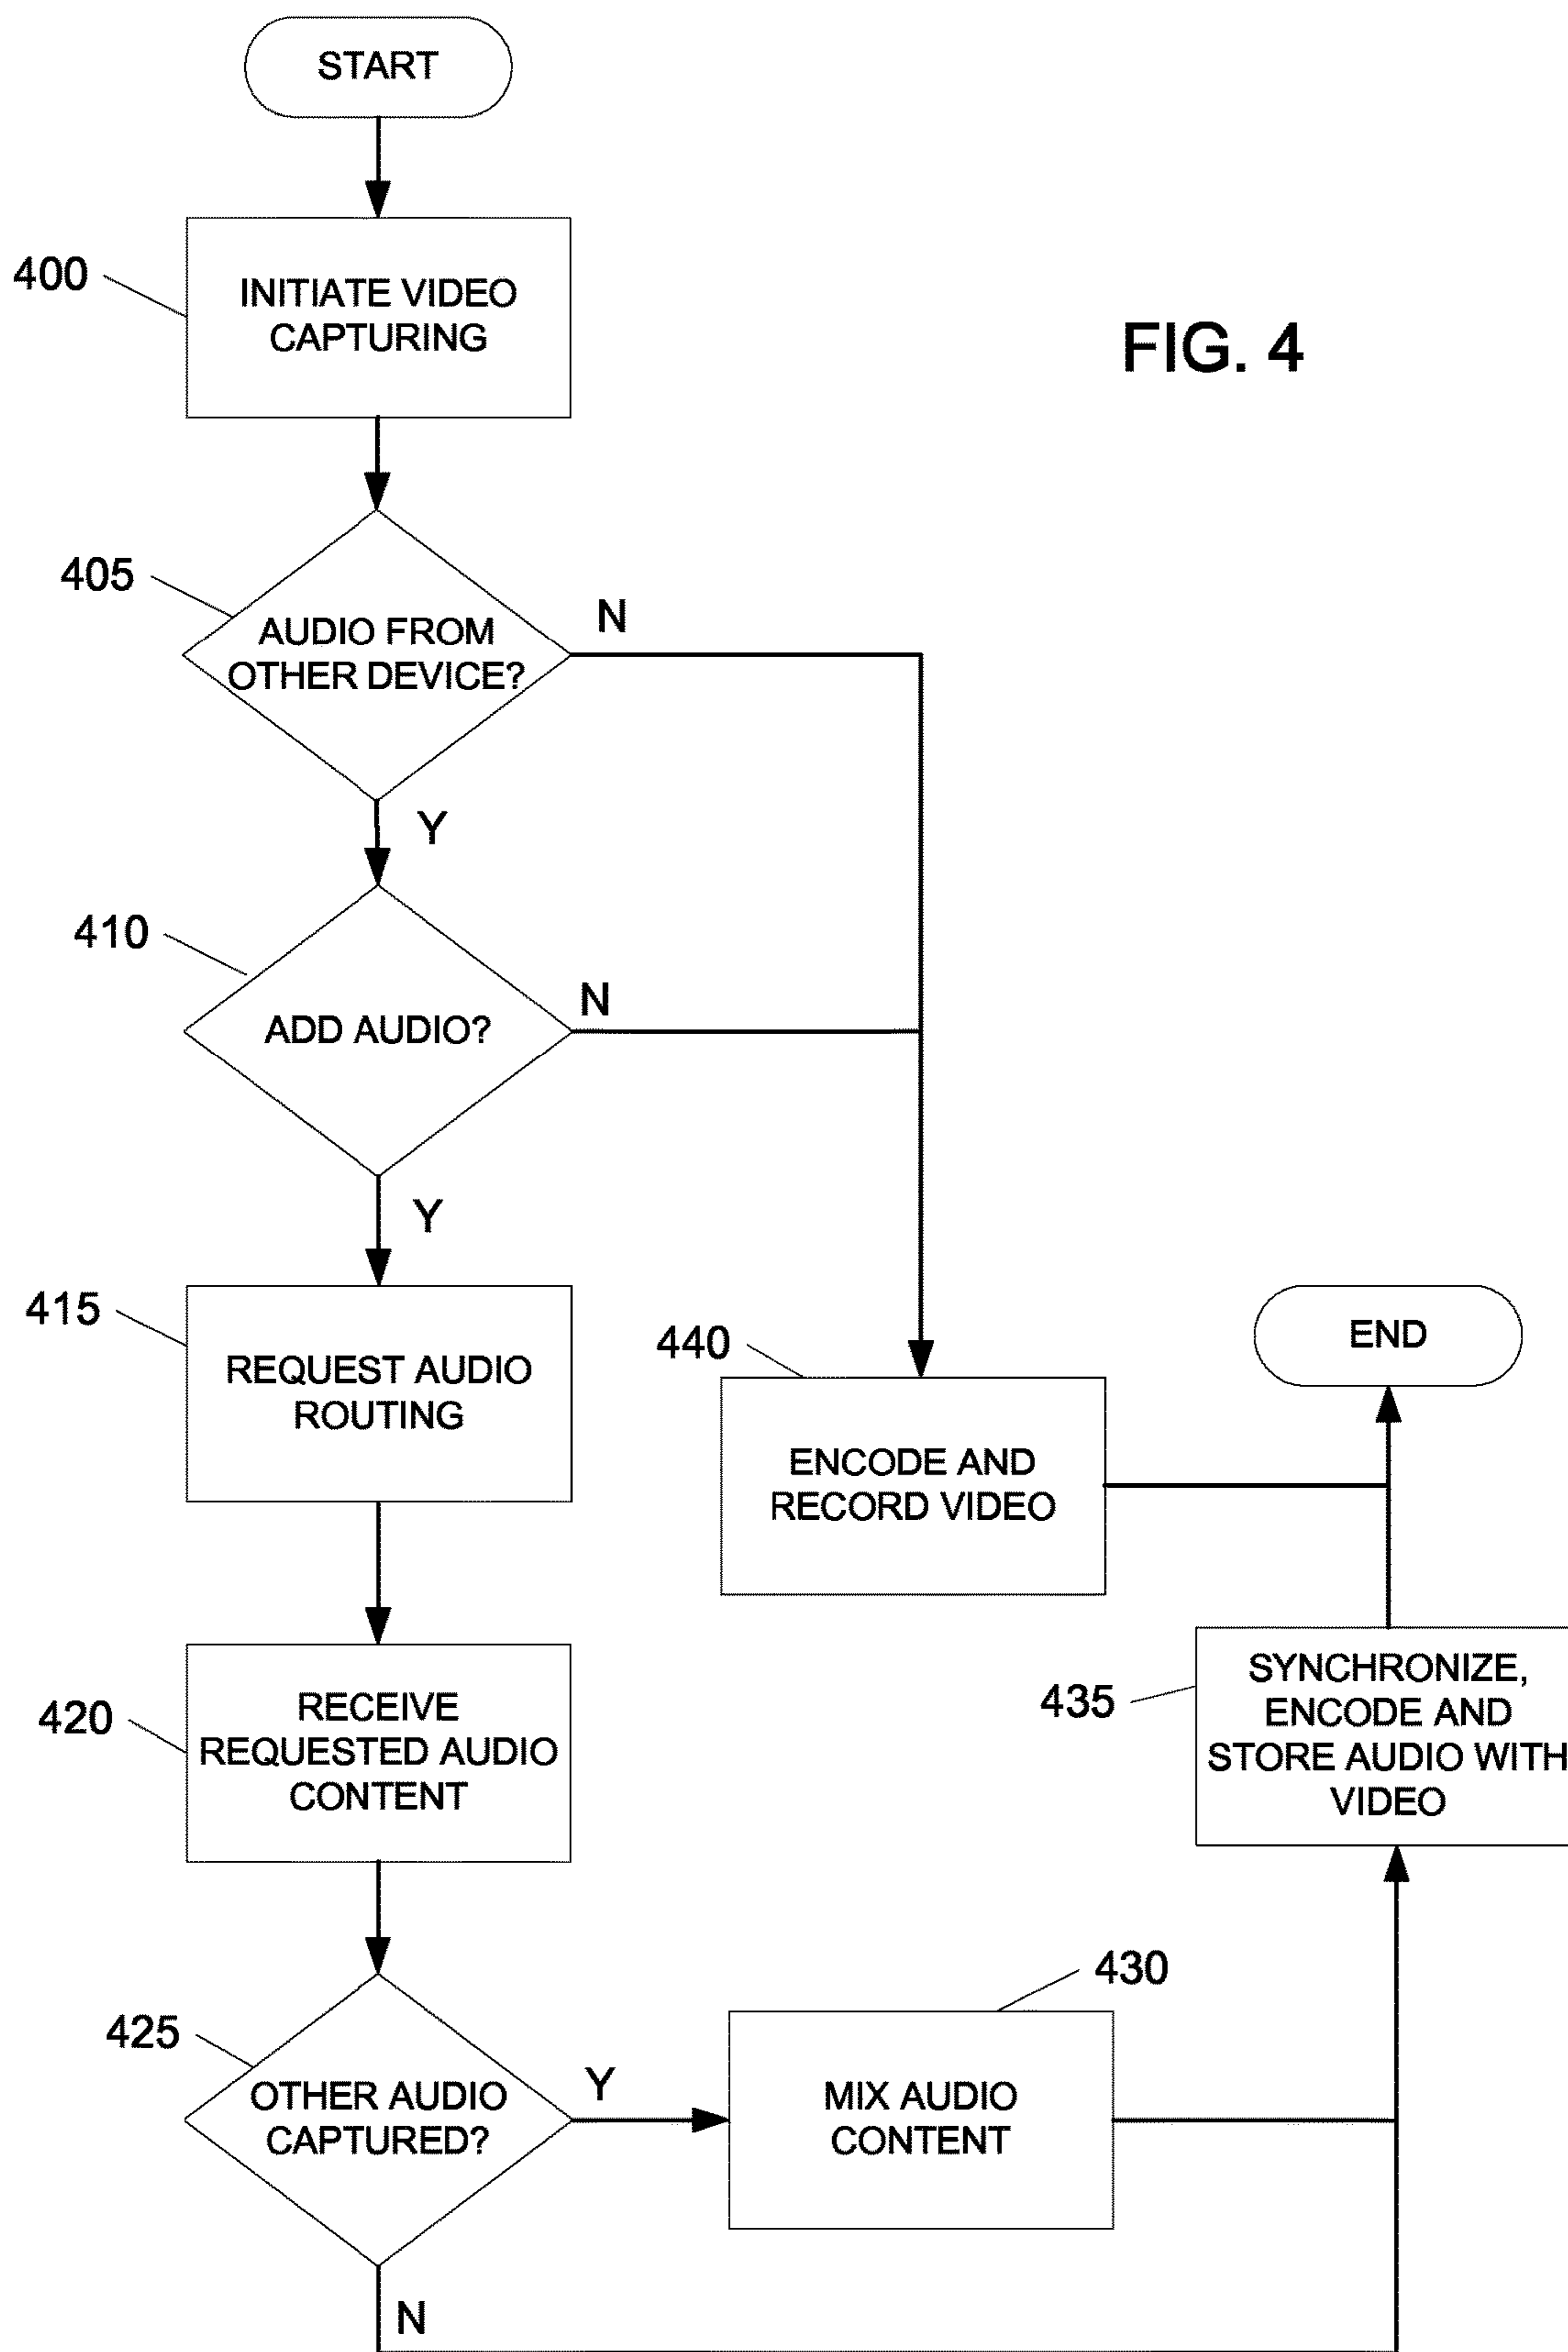 START
400
INITIATE VIDEO
CAPTURING
FIG. 4
405
AUDIO FROM
OTHER DEVICE?
N
Y
410
ADD AUDIO?
N
Y
415
REQUEST AUDIO
ROUTING
440
ENCODE AND
RECORD VIDEO
END
420
RECEIVE
REQUESTED AUDIO
CONTENT
435
SYNCHRONIZE,
ENCODE AND
STORE AUDIO WITH
VIDEO
425
OTHER AUDIO
CAPTURED?
Y
430
MIX AUDIO
CONTENT
N